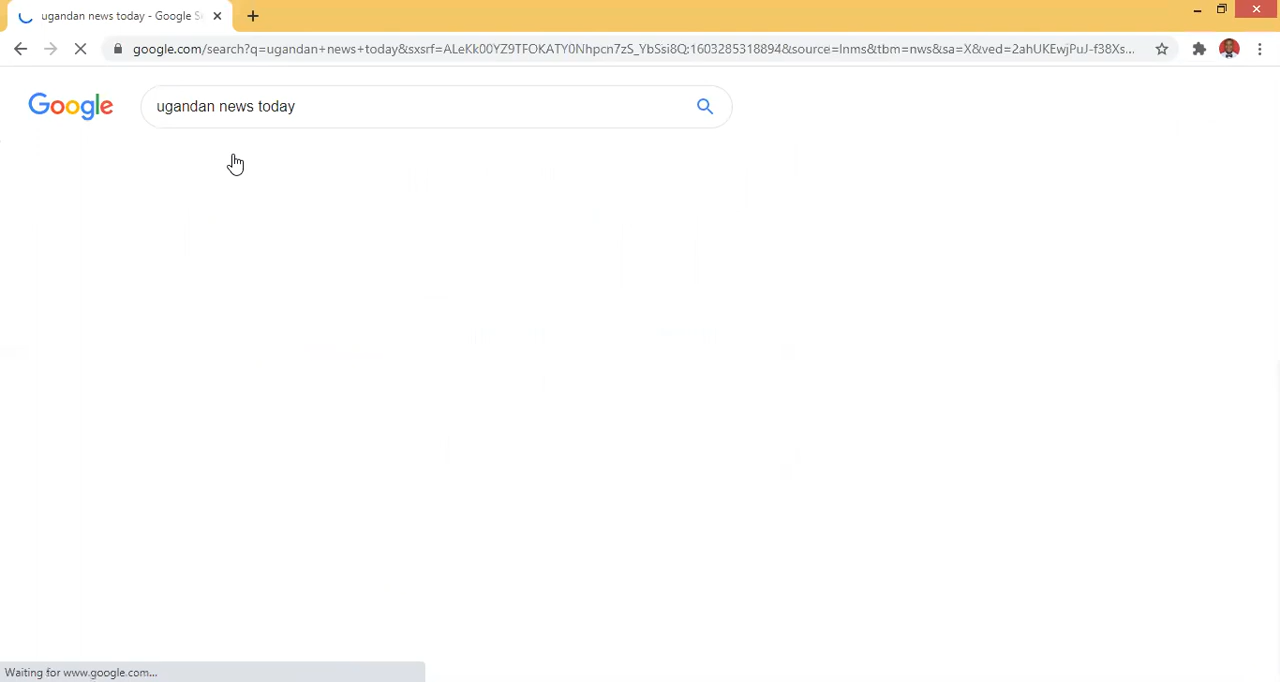 ugandan news today - Google S
google.com/search?q=ugandan+news+today&sxsrf=ALeKk00YZ9TFOKATY0Nhpcn7zS_YbSsi8Q:1603285318894&source=lnms&tbm=nws&sa=X&ved=2ahUKEwjPuJ-f38Xs...
Google
ugandan news today
Waiting for www.google.com...